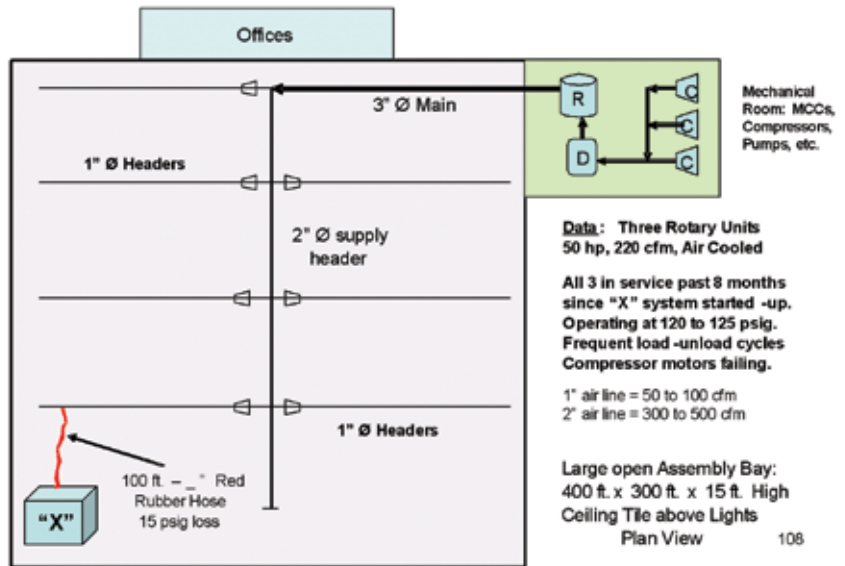 Offices
3" Ø Main
R
C
C
D
C
Mechanical
Room: MCCs,
Compressors,
Pumps, etc.
1" Ø Headers
2" Ø supply
header
Data: Three Rotary Units
50 hp, 220 cfm, Air Cooled
All 3 in service past 8 months
since "X" system started -up.
Operating at 120 to 125 psig.
Frequent load -unload cycles
Compressor motors failing.
1" air line = 50 to 100 cfm
2" air line = 300 to 500 cfm
1" Ø Headers
100 ft. – _ " Red
Rubber Hose
15 psig loss
"X"
Large open Assembly Bay:
400 ft. x 300 ft. x 15 ft. High
Ceiling Tile above Lights
Plan View 108